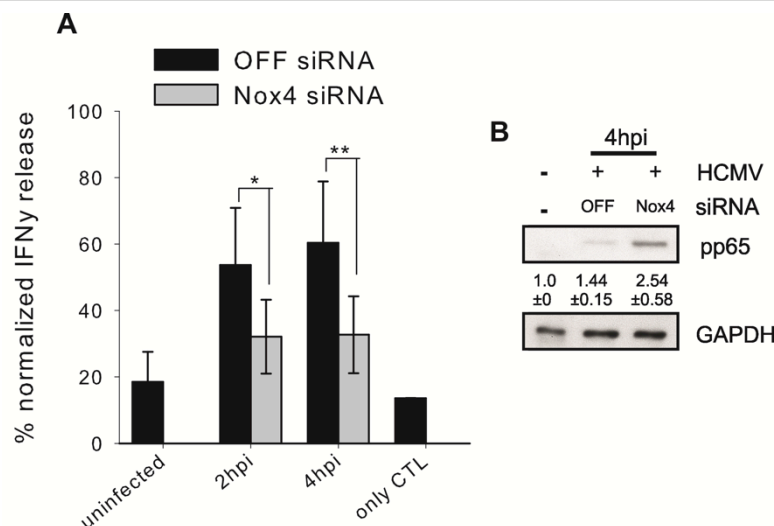 A
OFF siRNA
Nox4 siRNA
% normalized IFNγ release
100
80
60
40
20
0
*
**
uninfected
2hpi
4hpi
only CTL
B
4hpi
- + + HCMV
- OFF Nox4 siRNA
pp65
1.0 1.44 2.54
±0 ±0.15 ±0.58
GAPDH